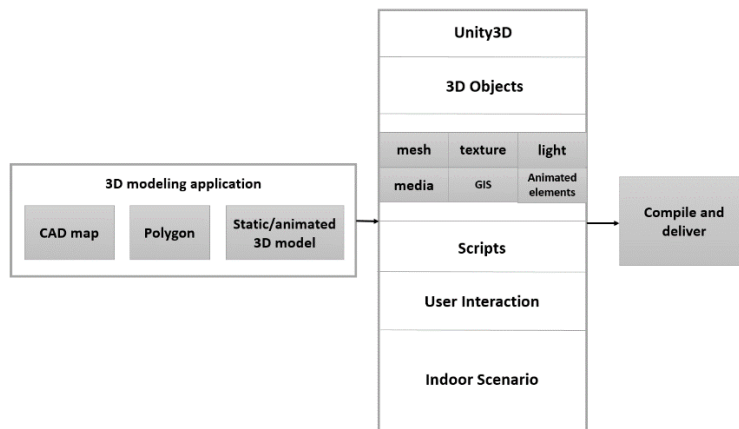 3D modeling application
CAD map
Polygon
Static/animated
3D model
Unity3D
3D Objects
mesh
texture
light
media
GIS
Animated
elements
Scripts
User Interaction
Indoor Scenario
Compile and
deliver